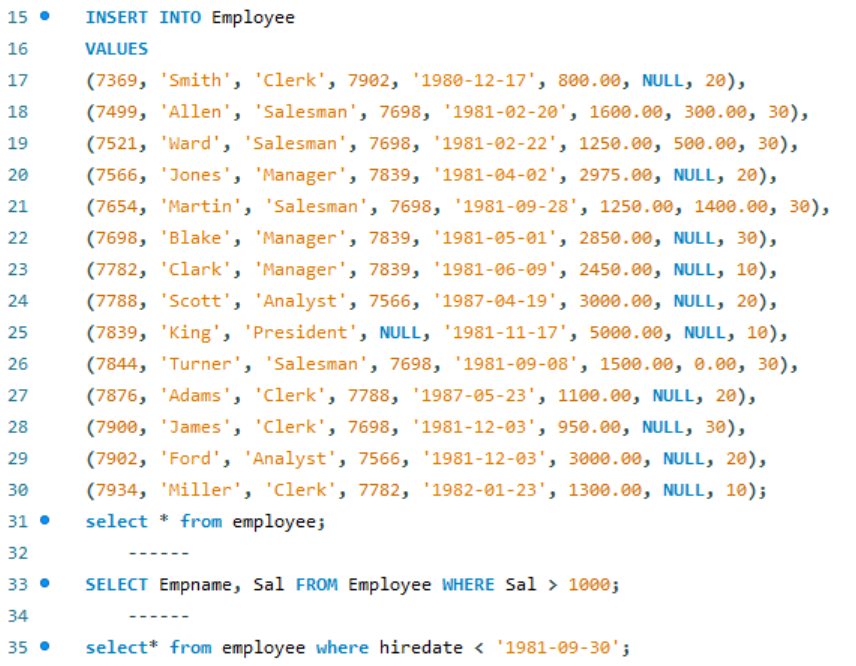 15 INSERT INTO Employee
16 VALUES
17 (7369, 'Smith', 'Clerk', 7902, '1980-12-17', 800.00, NULL, 20),
18 (7499, 'Allen', 'Salesman', 7698, '1981-02-20', 1600.00, 300.00, 30),
19 (7521, 'Ward', 'Salesman', 7698, '1981-02-22', 1250.00, 500.00, 30),
20 (7566, 'Jones', 'Manager', 7839, '1981-04-02', 2975.00, NULL, 20),
21 (7654, 'Martin', 'Salesman', 7698, '1981-09-28', 1250.00, 1400.00, 30),
22 (7698, 'Blake', 'Manager', 7839, '1981-05-01', 2850.00, NULL, 30),
23 (7782, 'Clark', 'Manager', 7839, '1981-06-09', 2450.00, NULL, 10),
24 (7788, 'Scott', 'Analyst', 7566, '1987-04-19', 3000.00, NULL, 20),
25 (7839, 'King', 'President', NULL, '1981-11-17', 5000.00, NULL, 10),
26 (7844, 'Turner', 'Salesman', 7698, '1981-09-08', 1500.00, 0.00, 30),
27 (7876, 'Adams', 'Clerk', 7788, '1987-05-23', 1100.00, NULL, 20),
28 (7900, 'James', 'Clerk', 7698, '1981-12-03', 950.00, NULL, 30),
29 (7902, 'Ford', 'Analyst', 7566, '1981-12-03', 3000.00, NULL, 20),
30 (7934, 'Miller', 'Clerk', 7782, '1982-01-23', 1300.00, NULL, 10);
31 select * from employee;
32 ------
33 SELECT Empname, Sal FROM Employee WHERE Sal > 1000;
34 ------
35 select* from employee where hiredate < '1981-09-30';